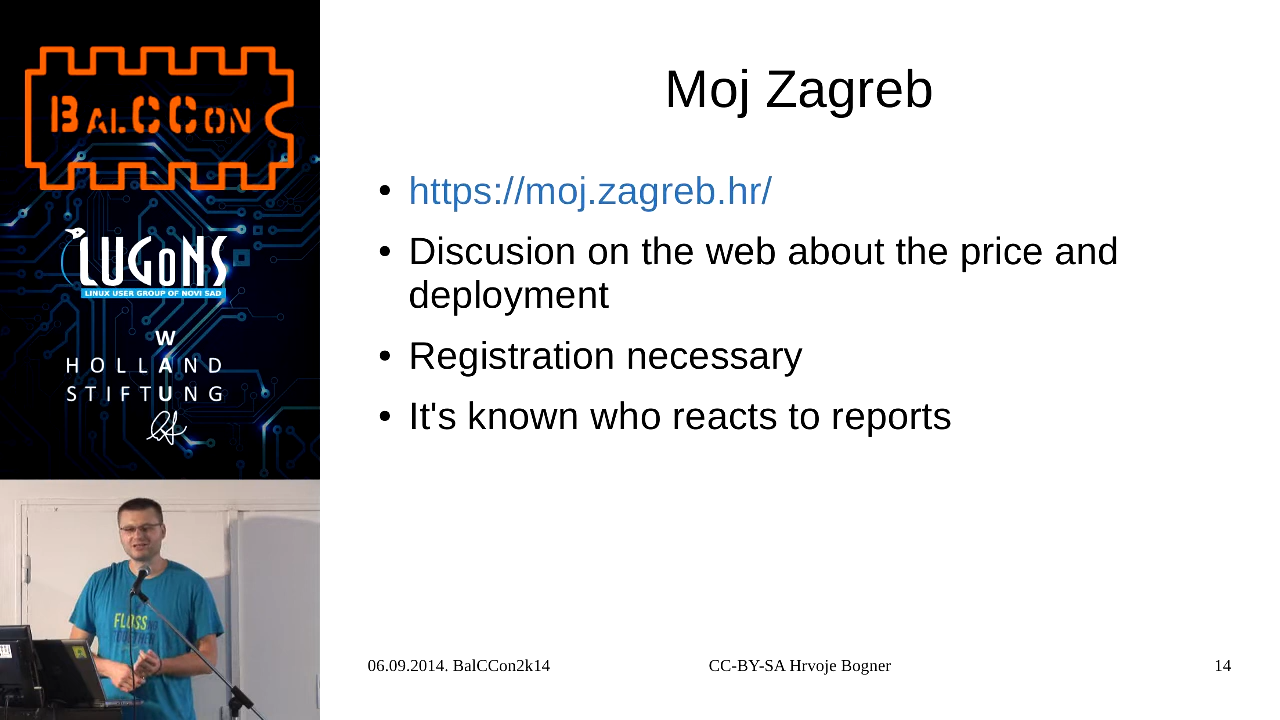 BALCCON
LUGONS
LINUX USER GROUP OF NOVI SAD
W
HOLLAND
STIFTUNG
Moj Zagreb
• https://moj.zagreb.hr/
• Discusion on the web about the price and
deployment
• Registration necessary
• It's known who reacts to reports
FLOSS
TOGETHER
06.09.2014. BalCCon2k14
CC-BY-SA Hrvoje Bogner
14